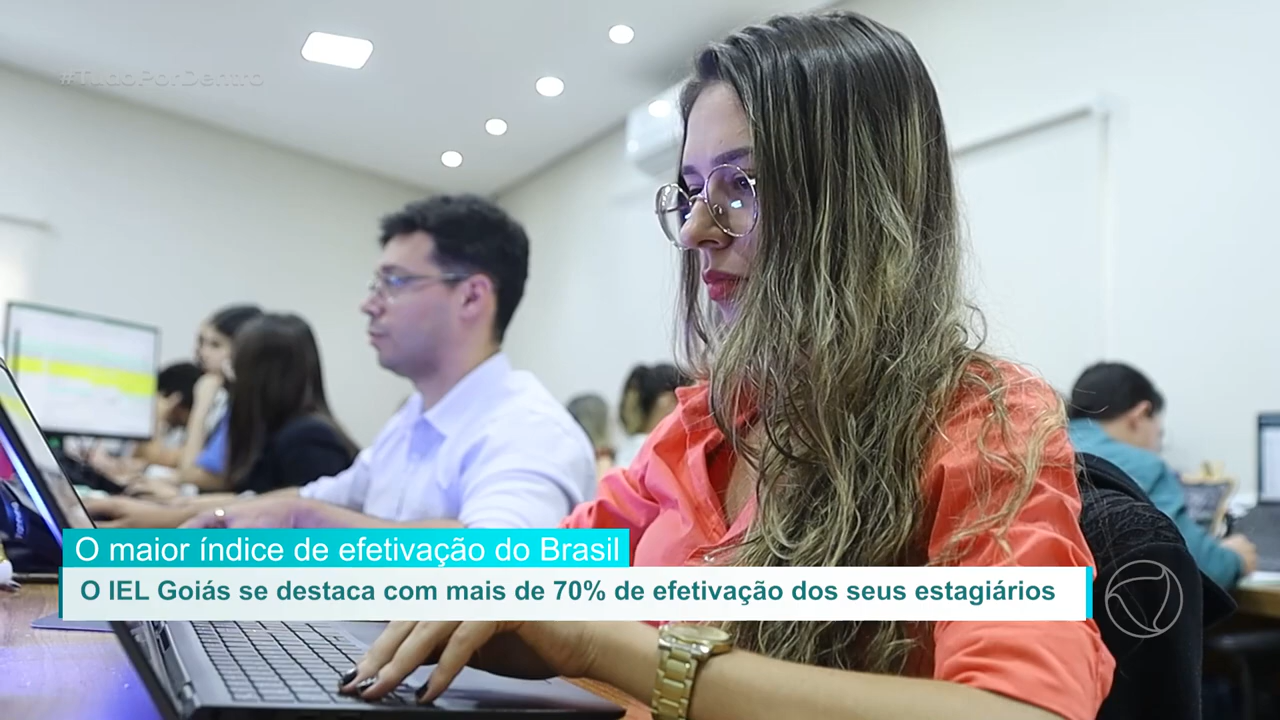 #TudoPorDentro
O maior índice de efetivação do Brasil
O IEL Goiás se destaca com mais de 70% de efetivação dos seus estagiários